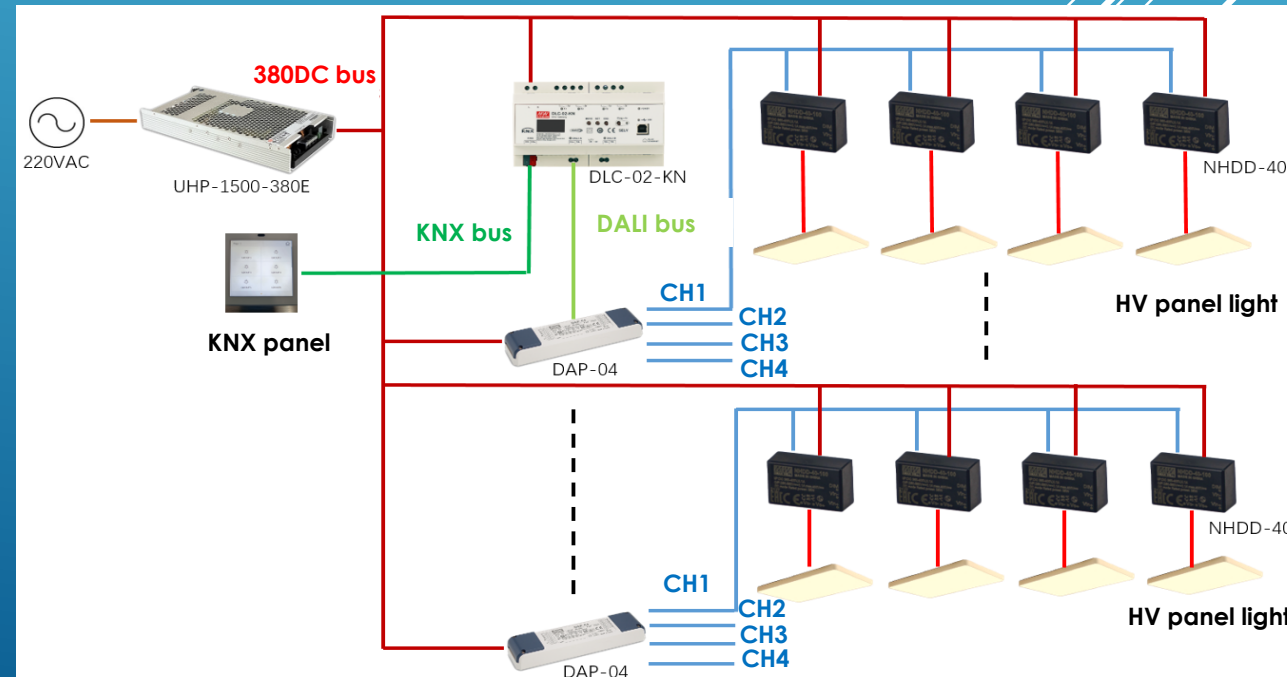 380DC bus
220VAC
UHP-1500-380E
DLC-02-KN
NHDD-40
KNX bus
DALI bus
KNX panel
CH1
CH2
CH3
CH4
HV panel light
DAP-04
NHDD-40
CH1
CH2
CH3
CH4
HV panel light
DAP-04